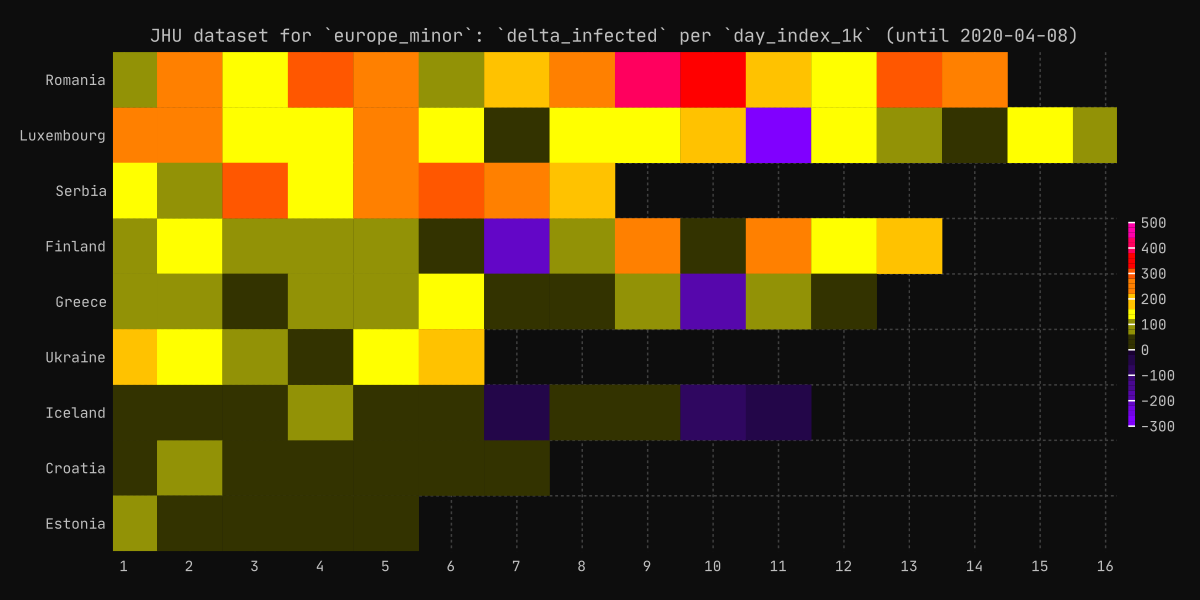 JHU dataset for `europe_minor`: `delta_infected` per `day_index_1k` (until 2020-04-08)
Romania
Luxembourg
Serbia
Finland
Greece
Ukraine
Iceland
Croatia
Estonia
500
400
300
200
100
0
-100
-200
-300
1 2 3 4 5 6 7 8 9 10 11 12 13 14 15 16